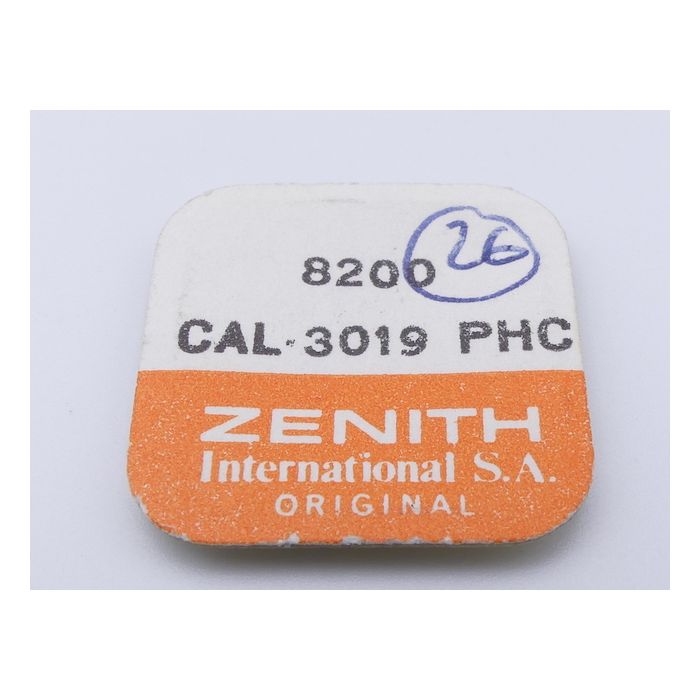 8200 26
CAL-3019 PHC
ZENITH
International S.A.
ORIGINAL